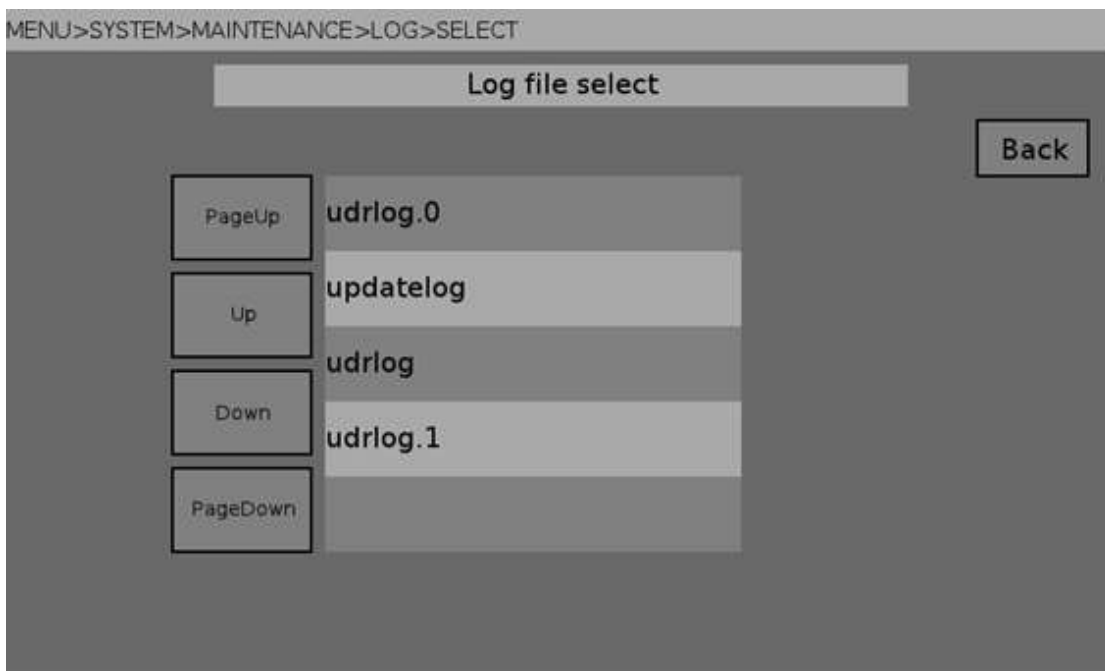 MENU>SYSTEM>MAINTENANCE>LOG>SELECT
Log file select
Back
PageUp
udrlog.0
updatelog
Up
udrlog
Down
udrlog.1
PageDown